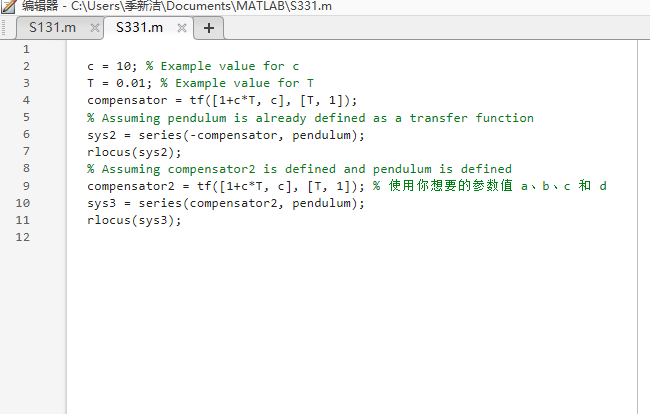 编辑器 - C:\Users\季新洁\Documents\MATLAB\S331.m
S131.m S331.m
1
2 c = 10; % Example value for c
3 T = 0.01; % Example value for T
4 compensator = tf([1+c*T, c], [T, 1]);
5 % Assuming pendulum is already defined as a transfer function
6 sys2 = series(-compensator, pendulum);
7 rlocus(sys2);
8 % Assuming compensator2 is defined and pendulum is defined
9 compensator2 = tf([1+c*T, c], [T, 1]); % 使用你想要的参数值 a、b、c 和 d
10 sys3 = series(compensator2, pendulum);
11 rlocus(sys3);
12